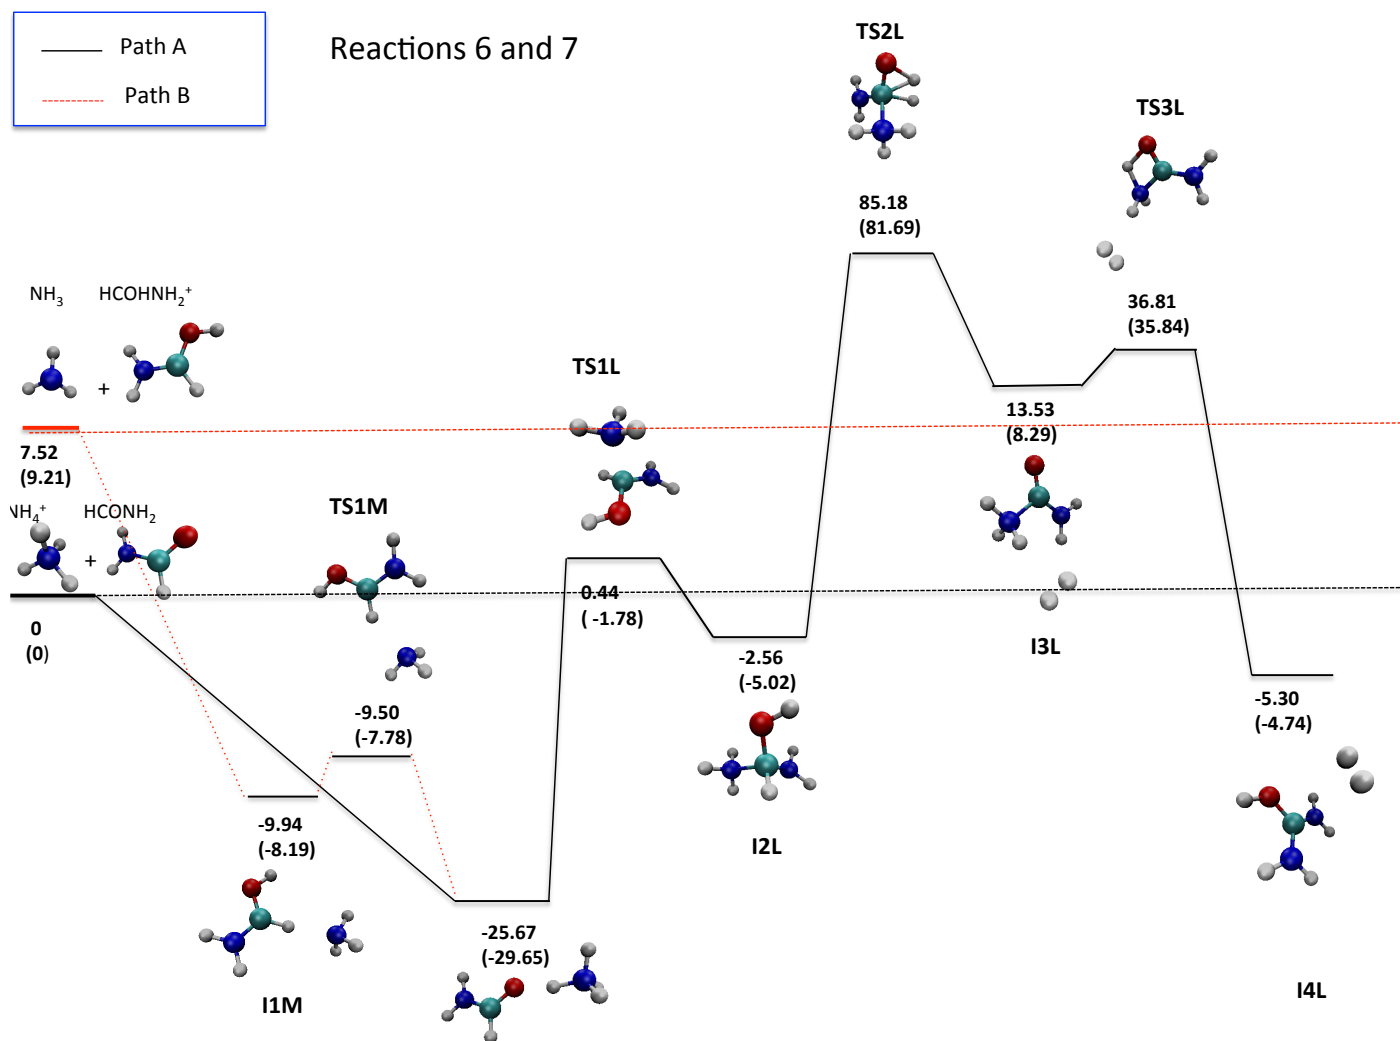 Path A
Path B
Reactions 6 and 7
TS2L
TS3L
85.18
(81.69)
NH3
HCOHNH2+
+
36.81
(35.84)
TS1L
7.52
(9.21)
13.53
(8.29)
NH4+
HCONH2
+
TS1M
0
(0)
0.44
( -1.78)
I3L
-2.56
(-5.02)
-5.30
(-4.74)
-9.50
(-7.78)
-9.94
(-8.19)
I2L
-25.67
(-29.65)
I1M
I4L